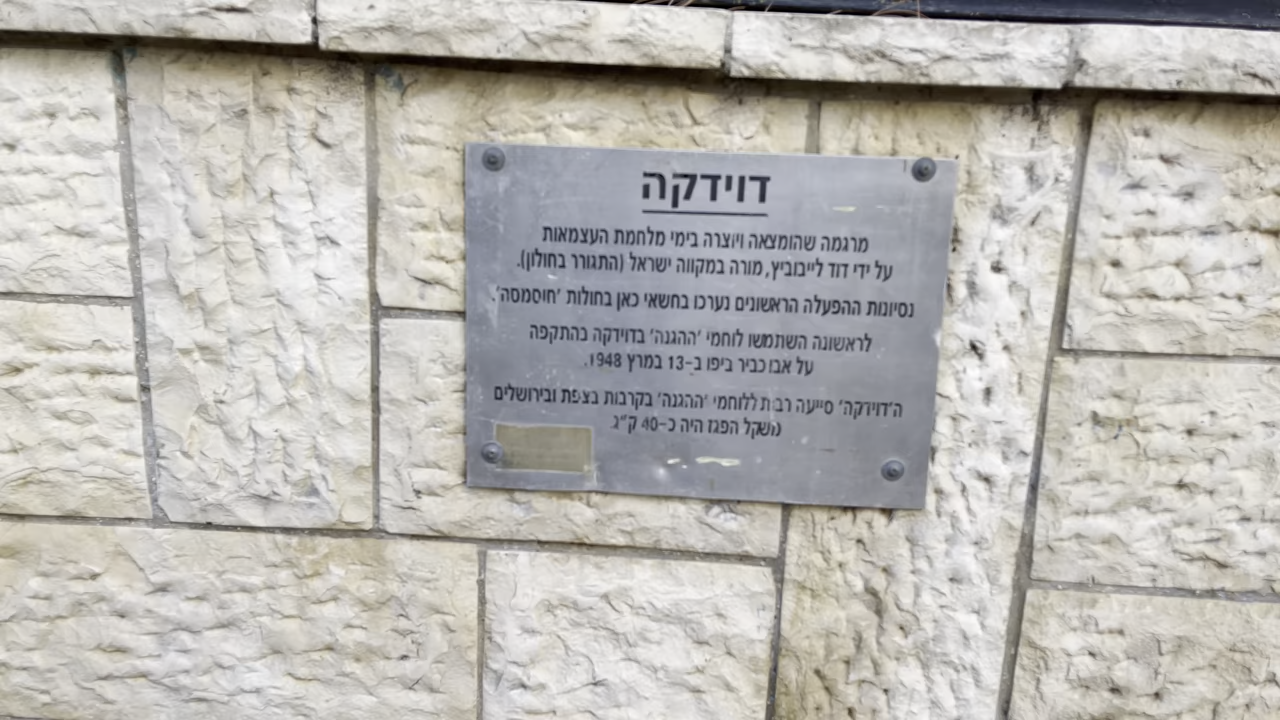 דוידקה
מרגמה שהומצאה ויוצרה בימי מלחמת העצמאות
על ידי דוד לייבוביץ, מורה במקווה ישראל (התגורר בחולון).
נסיונות ההפעלה הראשונים נערכו בחשאי כאן בחולות 'חיסמסה'.
לראשונה השתמשו לוחמי 'ההגנה' בדוידקה בהתקפה
על אבו כביר ביפו ב-13 במרץ 1948.
ה'דוידקה' סייעה רבות ללוחמי 'ההגנה' בקרבות בצפת ובירושלים
משקל הפגז היה כ-40 ק"ג